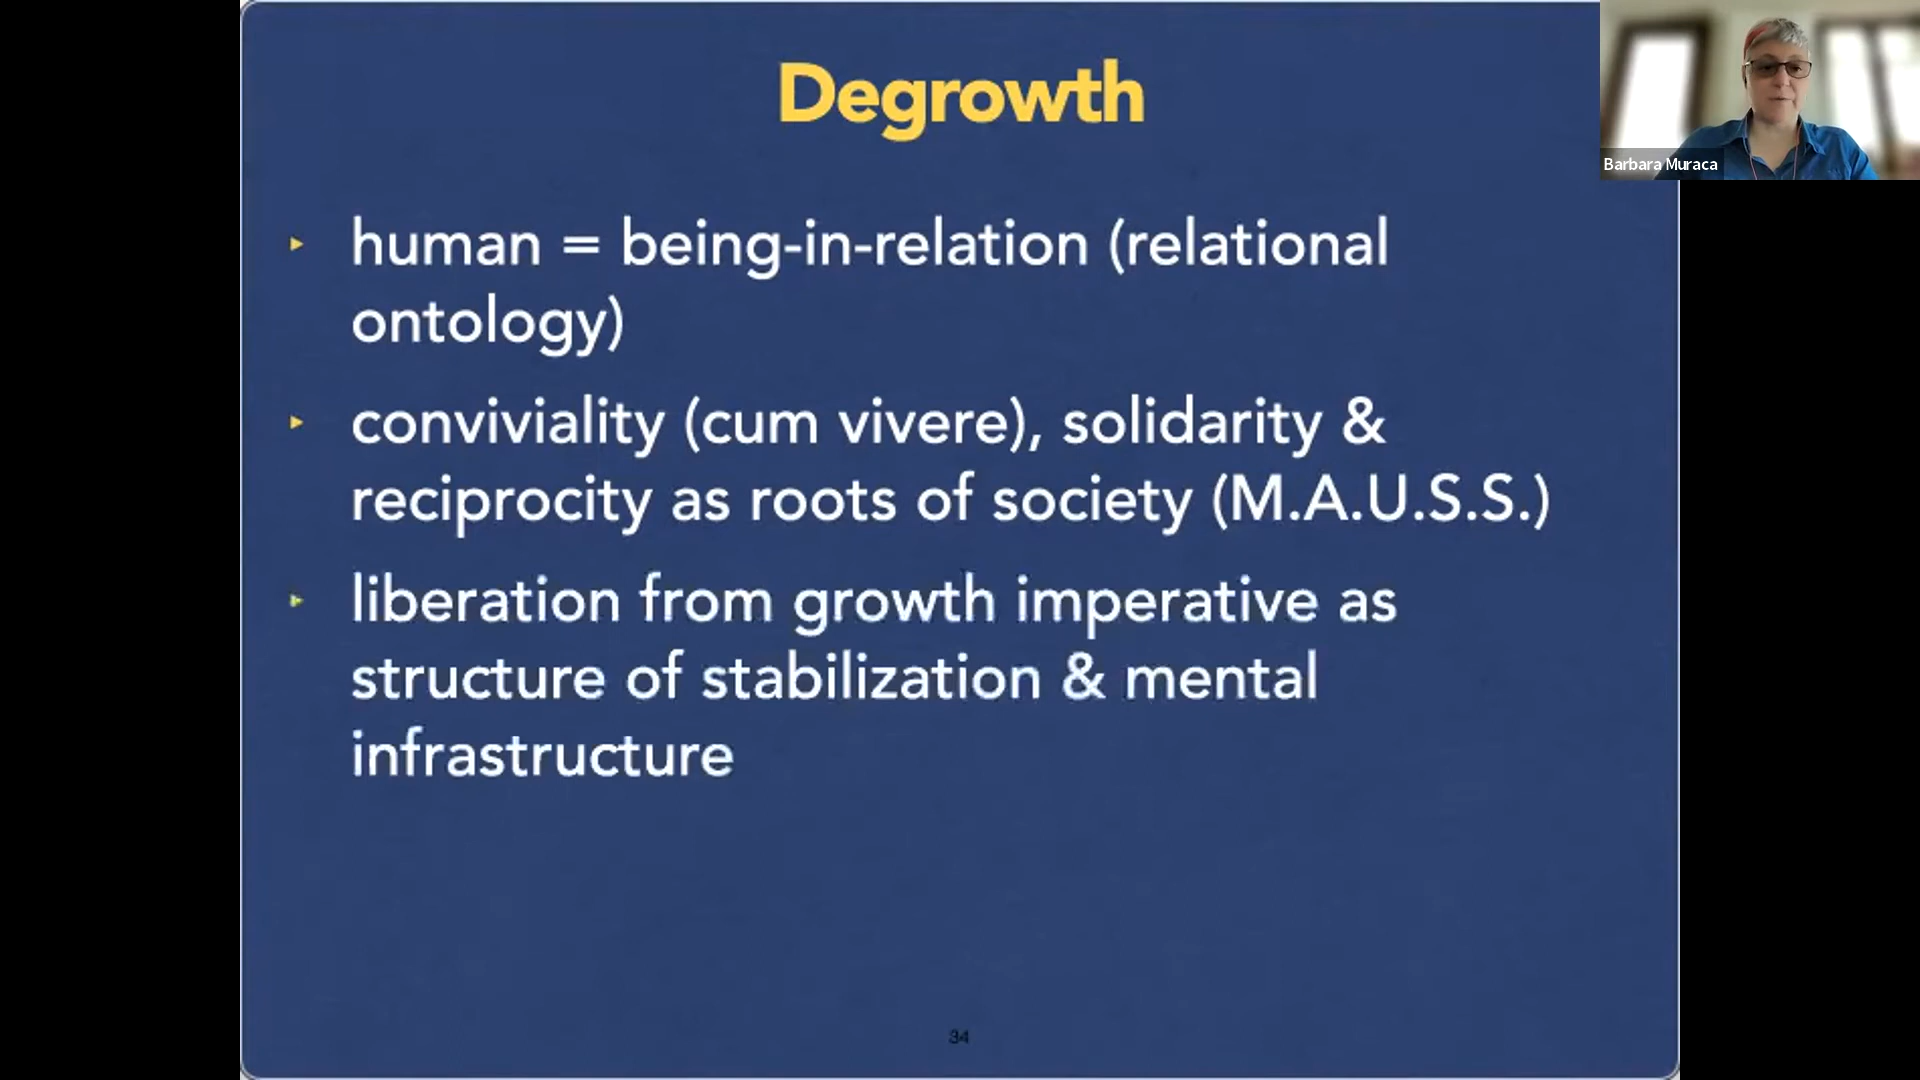 Degrowth
Barbara Muraca
human = being-in-relation (relational
ontology)
conviviality (cum vivere), solidarity &
reciprocity as roots of society (M.A.U.S.S.)
liberation from growth imperative as
structure of stabilization & mental
infrastructure
34